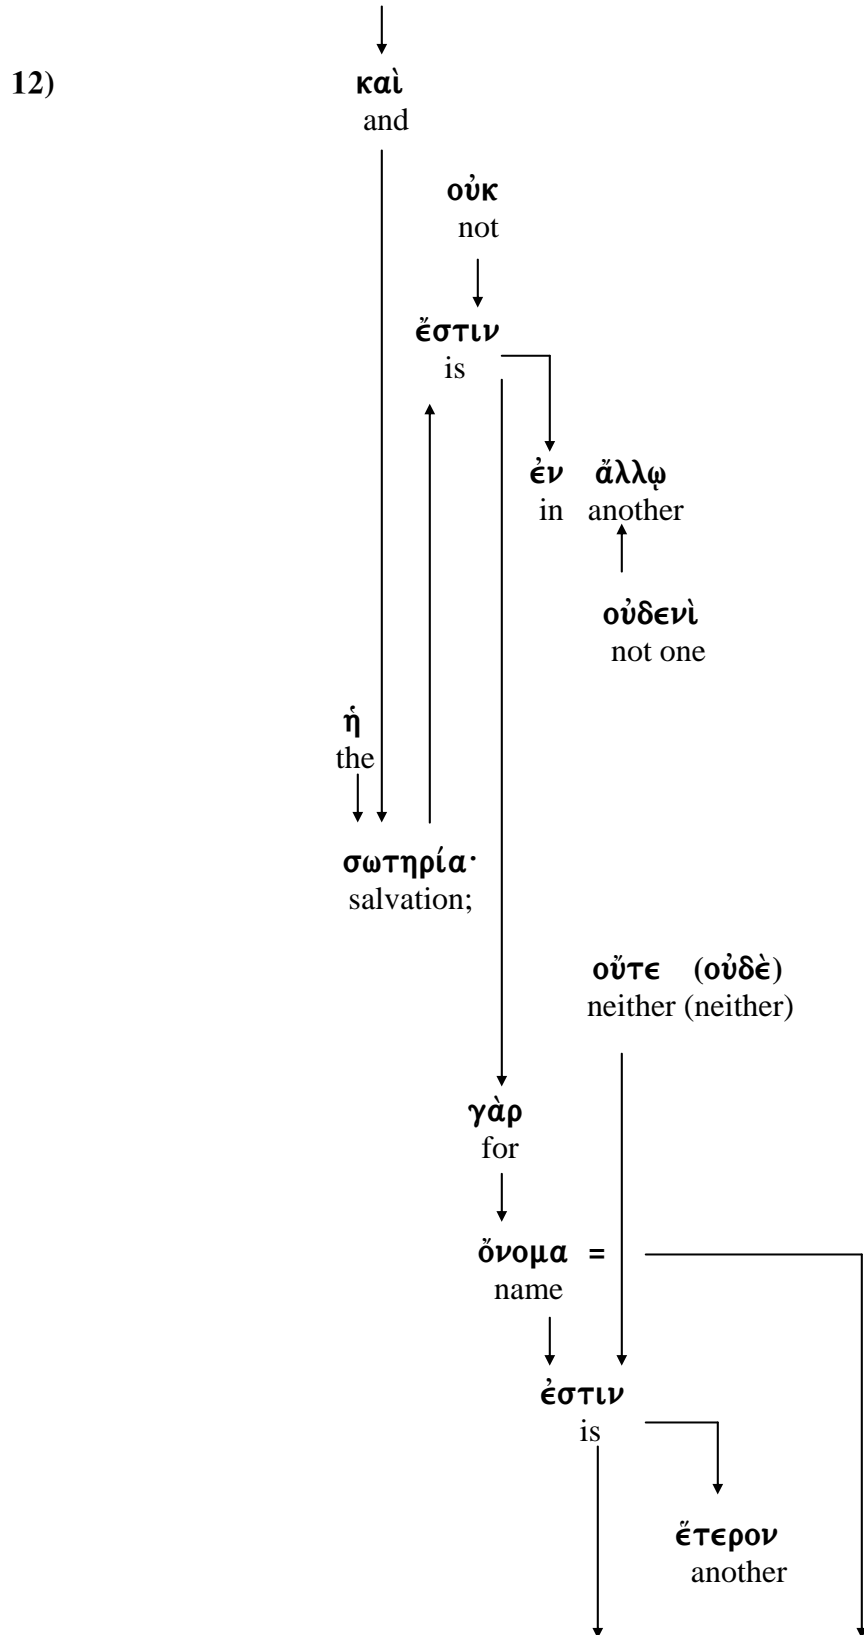 12) καὶ
and
οὐκ
not
ἔστιν
is
ἐν ἄλλῳ
in another
οὐδενὶ
not one
ἡ
the
σωτηρία·
salvation;
οὔτε (οὐδὲ)
neither (neither)
γὰρ
for
ὄνομα =
name
ἐστιν
is
ἕτερον
another